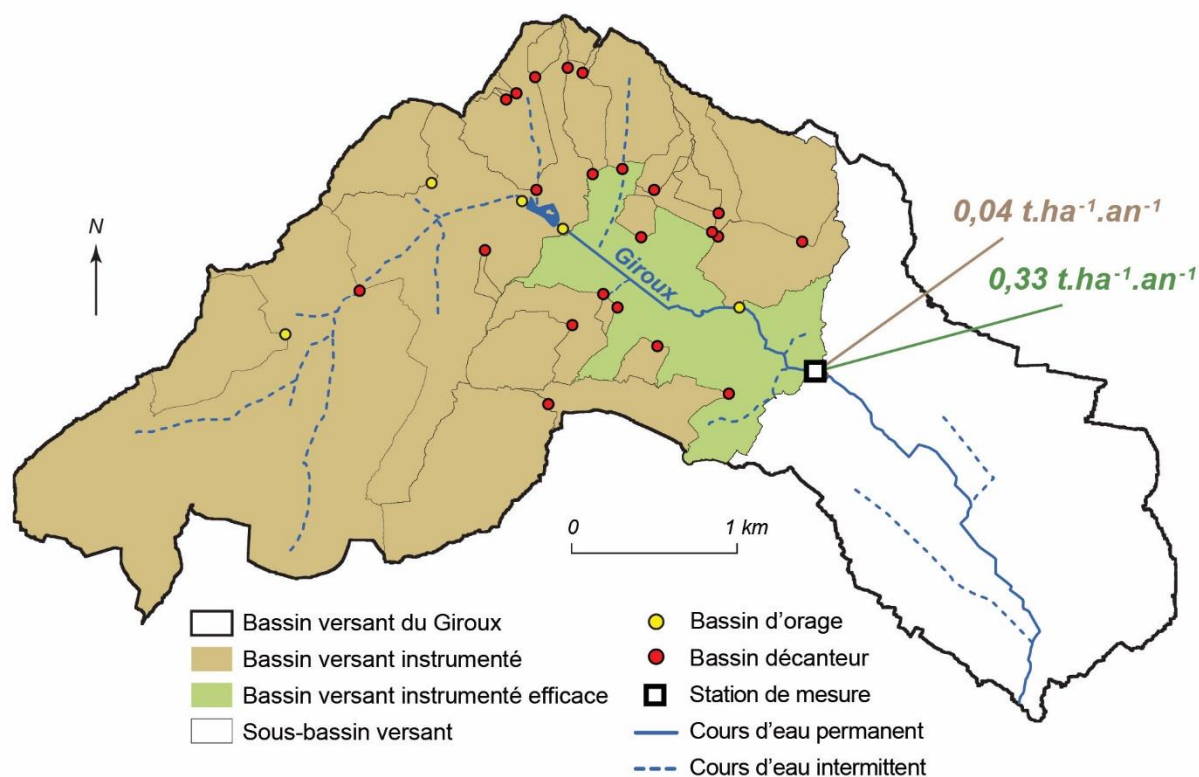 0,04 t.ha⁻¹.an⁻¹
N
0,33 t.ha⁻¹.an⁻¹
Giroux
0 1 km
Bassin versant du Giroux
Bassin versant instrumenté
Bassin versant instrumenté efficace
Sous-bassin versant
Bassin d'orage
Bassin décanteur
Station de mesure
Cours d'eau permanent
Cours d'eau intermittent